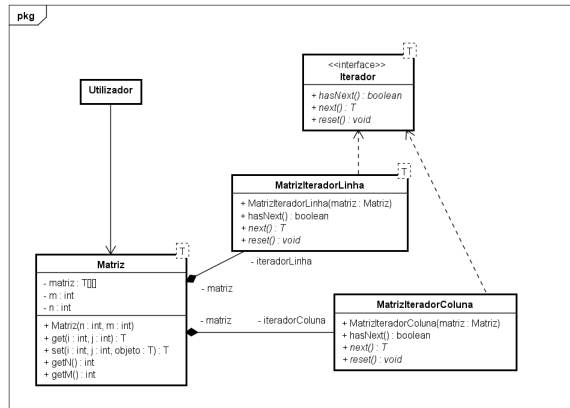 pkg
T
<<interface>>
Iterador
+ hasNext() : boolean
+ next() : T
+ reset() : void
Utilizador
T
MatrizIteradorLinha
+ MatrizIteradorLinha(matriz : Matriz)
+ hasNext() : boolean
+ next() : T
+ reset() : void
T
Matriz
- matriz : T[][]
- m : int
- n : int
+ Matriz(n : int, m : int)
+ get(i : int, j : int) : T
+ set(i : int, j : int, objeto : T) : T
+ getN() : int
+ getM() : int
- iteradorLinha
- matriz
- matriz
- iteradorColuna
MatrizIteradorColuna
+ MatrizIteradorColuna(matriz : Matriz)
+ hasNext() : boolean
+ next() : T
+ reset() : void